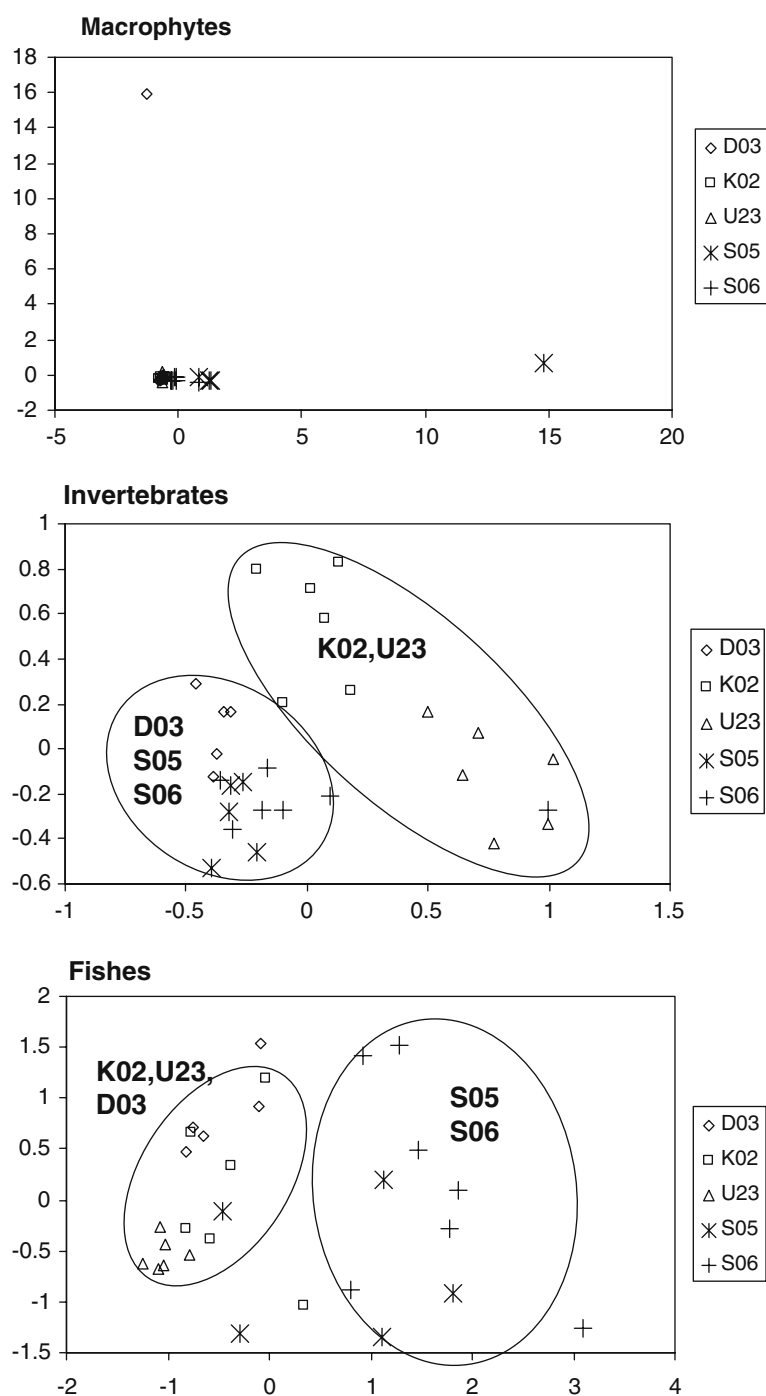 Macrophytes
18
16
14
12
10
8
6
4
2
0
-2
-5 0 5 10 15 20
D03
K02
U23
S05
S06
Invertebrates
1
0.8
0.6
0.4
0.2
0
-0.2
-0.4
-0.6
-1 -0.5 0 0.5 1 1.5
K02,U23
D03
S05
S06
D03
K02
U23
S05
S06
Fishes
2
1.5
1
0.5
0
-0.5
-1
-1.5
-2 -1 0 1 2 3 4
K02,U23,
D03
S05
S06
D03
K02
U23
S05
S06